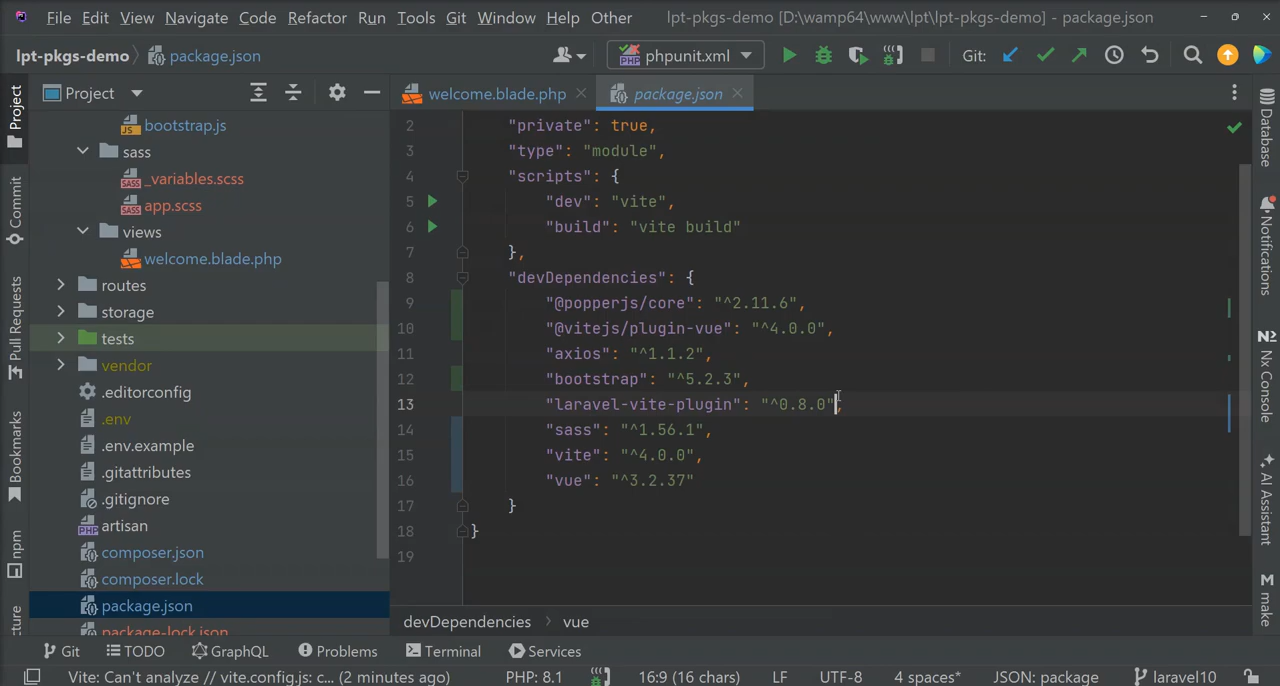 File Edit View Navigate Code Refactor Run Tools Git Window Help Other lpt-pkgs-demo [D:\wamp64\www\lpt\lpt-pkgs-demo] - package.json
lpt-pkgs-demo package.json phpunit.xml Git:
Project
welcome.blade.php package.json
bootstrap.js
sass
_variables.scss
app.scss
views
welcome.blade.php
routes
storage
tests
vendor
.editorconfig
.env
.env.example
.gitattributes
.gitignore
artisan
composer.json
composer.lock
package.json
package-lock.json
Project
Commit
Pull Requests
Bookmarks
npm
cture
2 "private": true,
3 "type": "module",
4 "scripts": {
5 "dev": "vite",
6 "build": "vite build"
7 },
8 "devDependencies": {
9 "@popperjs/core": "^2.11.6",
10 "@vitejs/plugin-vue": "^4.0.0",
11 "axios": "^1.1.2",
12 "bootstrap": "^5.2.3",
13 "laravel-vite-plugin": "^0.8.0",
14 "sass": "^1.56.1",
15 "vite": "^4.0.0",
16 "vue": "^3.2.37"
17 }
18 }
19
Database
Notifications
Nx Console
AI Assistant
M make
devDependencies › vue
Git TODO GraphQL Problems Terminal Services
Vite: Can't analyze // vite.config.js: c... (2 minutes ago) PHP: 8.1 16:9 (16 chars) LF UTF-8 4 spaces* JSON: package laravel10